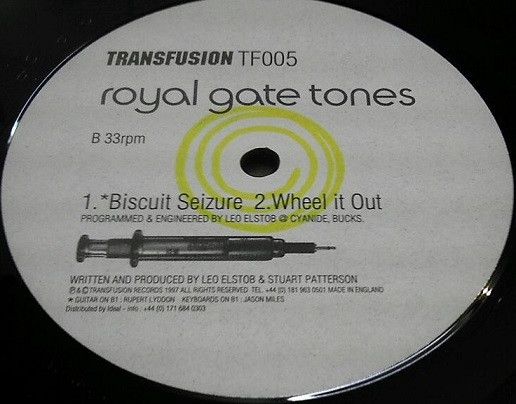 TRANSFUSION TF005
royal gate tones
B 33rpm
1.*Biscuit Seizure 2.Wheel it Out
PROGRAMMED & ENGINEERED BY LEO ELSTOB @ CYANIDE, BUCKS.
WRITTEN AND PRODUCED BY LEO ELSTOB & STUART PATTERSON
℗&© TRANSFUSION RECORDS 1997 ALL RIGHTS RESERVED TEL. +44 (0) 181 963 0501 MADE IN ENGLAND
* GUITAR ON B1 : RUPERT LYDDON KEYBOARDS ON B1 : JASON MILES
Distributed by Ideal - info : +44 (0) 171 684 0303